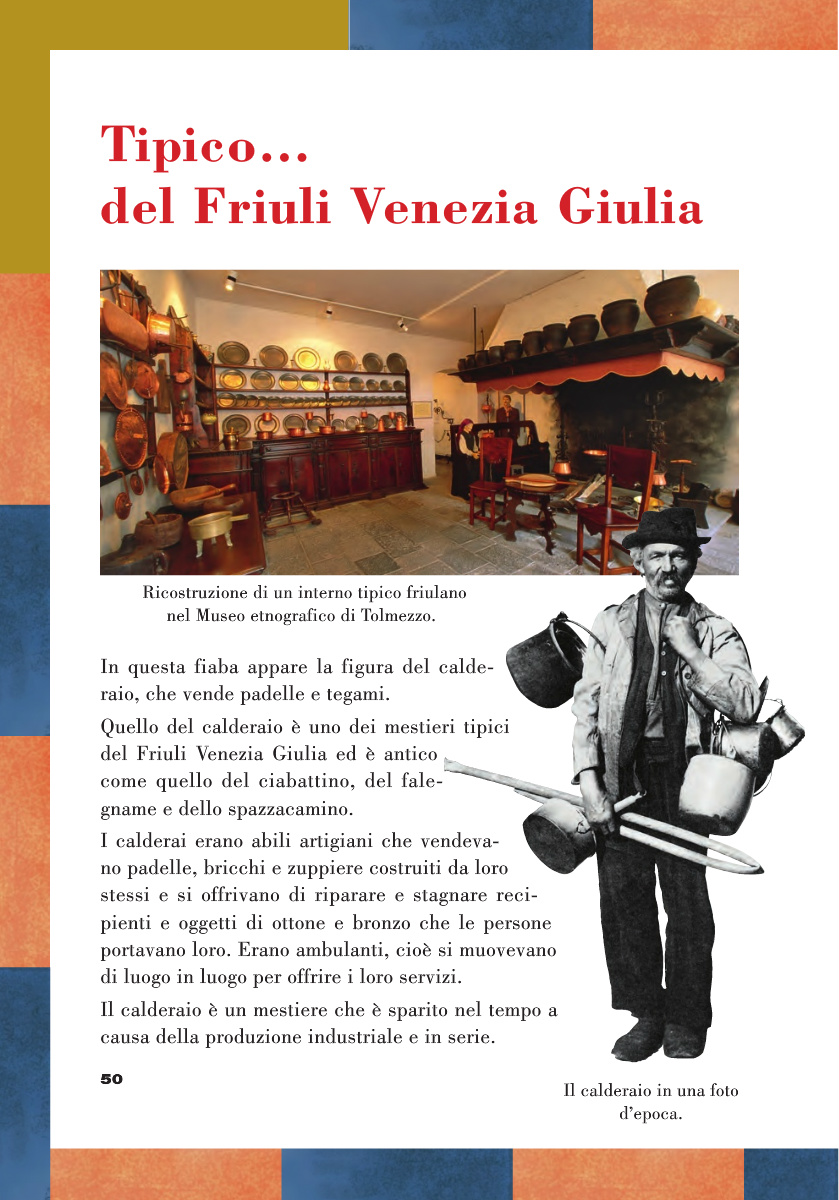 Tipico...
del Friuli Venezia Giulia
Ricostruzione di un interno tipico friulano
nel Museo etnografico di Tolmezzo.
In questa fiaba appare la figura del calde-
raio, che vende padelle e tegami.
Quello del calderaio è uno dei mestieri tipici
del Friuli Venezia Giulia ed è antico
come quello del ciabattino, del fale-
gname e dello spazzacamino.
I calderai erano abili artigiani che vendeva-
no padelle, bricchi e zuppiere costruiti da loro
stessi e si offrivano di riparare e stagnare reci-
pienti e oggetti di ottone e bronzo che le persone
portavano loro. Erano ambulanti, cioè si muovevano
di luogo in luogo per offrire i loro servizi.
Il calderaio è un mestiere che è sparito nel tempo a
causa della produzione industriale e in serie.
50
Il calderaio in una foto
d'epoca.